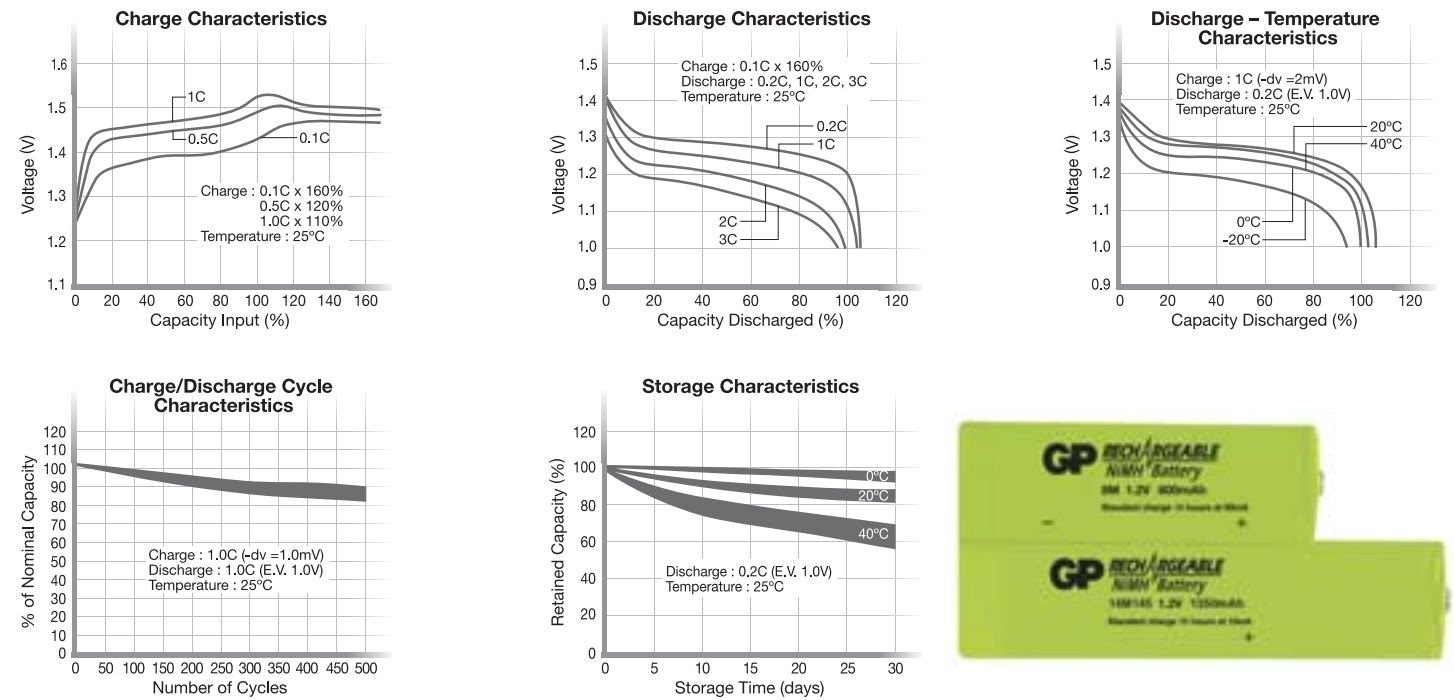 Charge Characteristics
1.6
1.5
1.4
1.3
1.2
1.1
Voltage (V)
1C
0.5C
0.1C
Charge : 0.1C x 160%
0.5C x 120%
1.0C x 110%
Temperature : 25ºC
0 20 40 60 80 100 120 140 160
Capacity Input (%)
Discharge Characteristics
1.5
1.4
1.3
1.2
1.1
1.0
0.9
Voltage (V)
Charge : 0.1C x 160%
Discharge : 0.2C, 1C, 2C, 3C
Temperature : 25ºC
0.2C
1C
2C
3C
0 20 40 60 80 100 120
Capacity Discharged (%)
Discharge – Temperature
Characteristics
1.5
1.4
1.3
1.2
1.1
1.0
0.9
Voltage (V)
Charge : 1C (-dv =2mV)
Discharge : 0.2C (E.V. 1.0V)
Temperature : 25ºC
20ºC
40ºC
0ºC
-20ºC
0 20 40 60 80 100 120
Capacity Discharged (%)
Charge/Discharge Cycle
Characteristics
120
110
100
90
80
70
60
50
40
30
20
10
0
% of Nominal Capacity
Charge : 1.0C (-dv =1.0mV)
Discharge : 1.0C (E.V. 1.0V)
Temperature : 25ºC
0 50 100 150 200 250 300 350 400 450 500
Number of Cycles
Storage Characteristics
120
100
80
60
40
20
0
Retained Capacity (%)
0ºC
20ºC
40ºC
Discharge : 0.2C (E.V. 1.0V)
Temperature : 25ºC
0 5 10 15 20 25 30
Storage Time (days)
GP RECHARGEABLE
NiMH Battery
1.2V
Standard charge
- +
GP RECHARGEABLE
NiMH Battery
1.2V
Standard charge
+